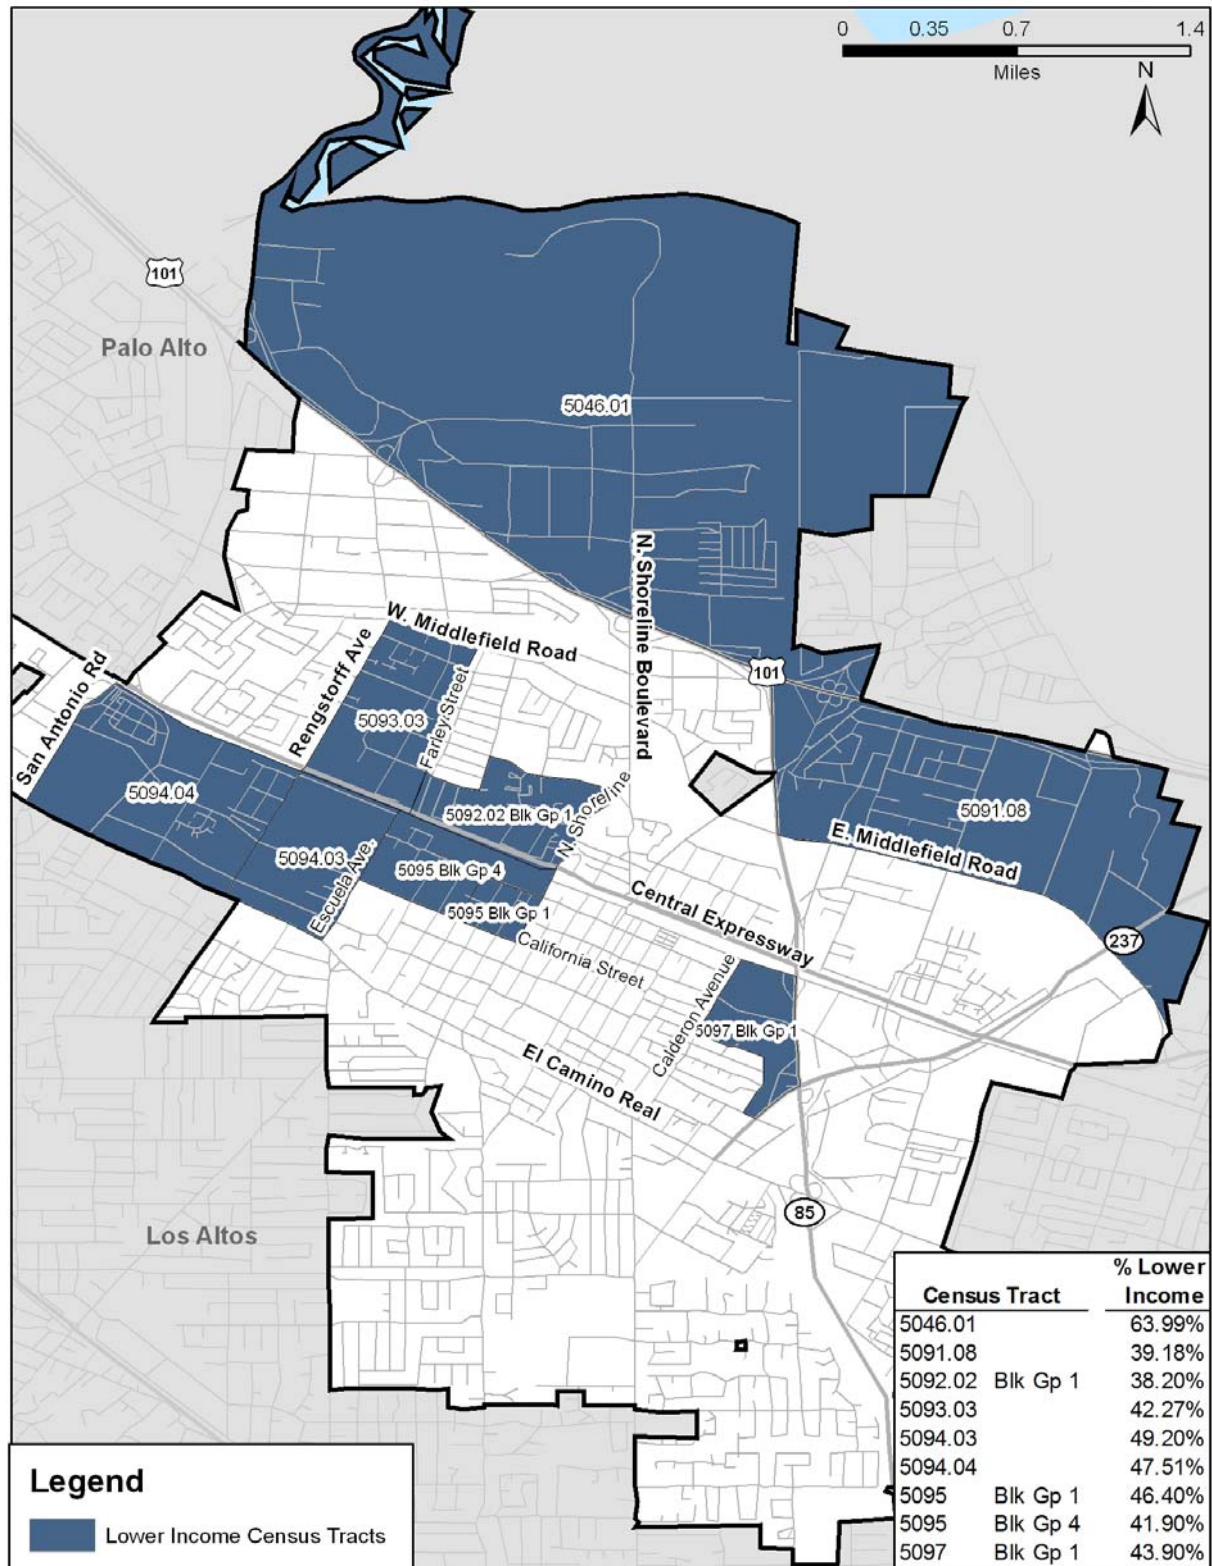 0 0.35 0.7 1.4
Miles
N
101
Palo Alto
5046.01
N. Shoreline Boulevard
W. Middlefield Road
101
Rengstorff Ave
Farley Street
San Antonio Rd
5093.03
5094.04
5092.02 Blk Gp 1
N. Shoreline
5091.08
E. Middlefield Road
5094.03
Escuela Ave.
5095 Blk Gp 4
5095 Blk Gp 1
Central Expressway
237
California Street
Calderon Avenue
5097 Blk Gp 1
El Camino Real
85
Los Altos
% Lower
Census Tract Income
5046.01 63.99%
5091.08 39.18%
5092.02 Blk Gp 1 38.20%
5093.03 42.27%
5094.03 49.20%
5094.04 47.51%
5095 Blk Gp 1 46.40%
5095 Blk Gp 4 41.90%
5097 Blk Gp 1 43.90%
Legend
Lower Income Census Tracts